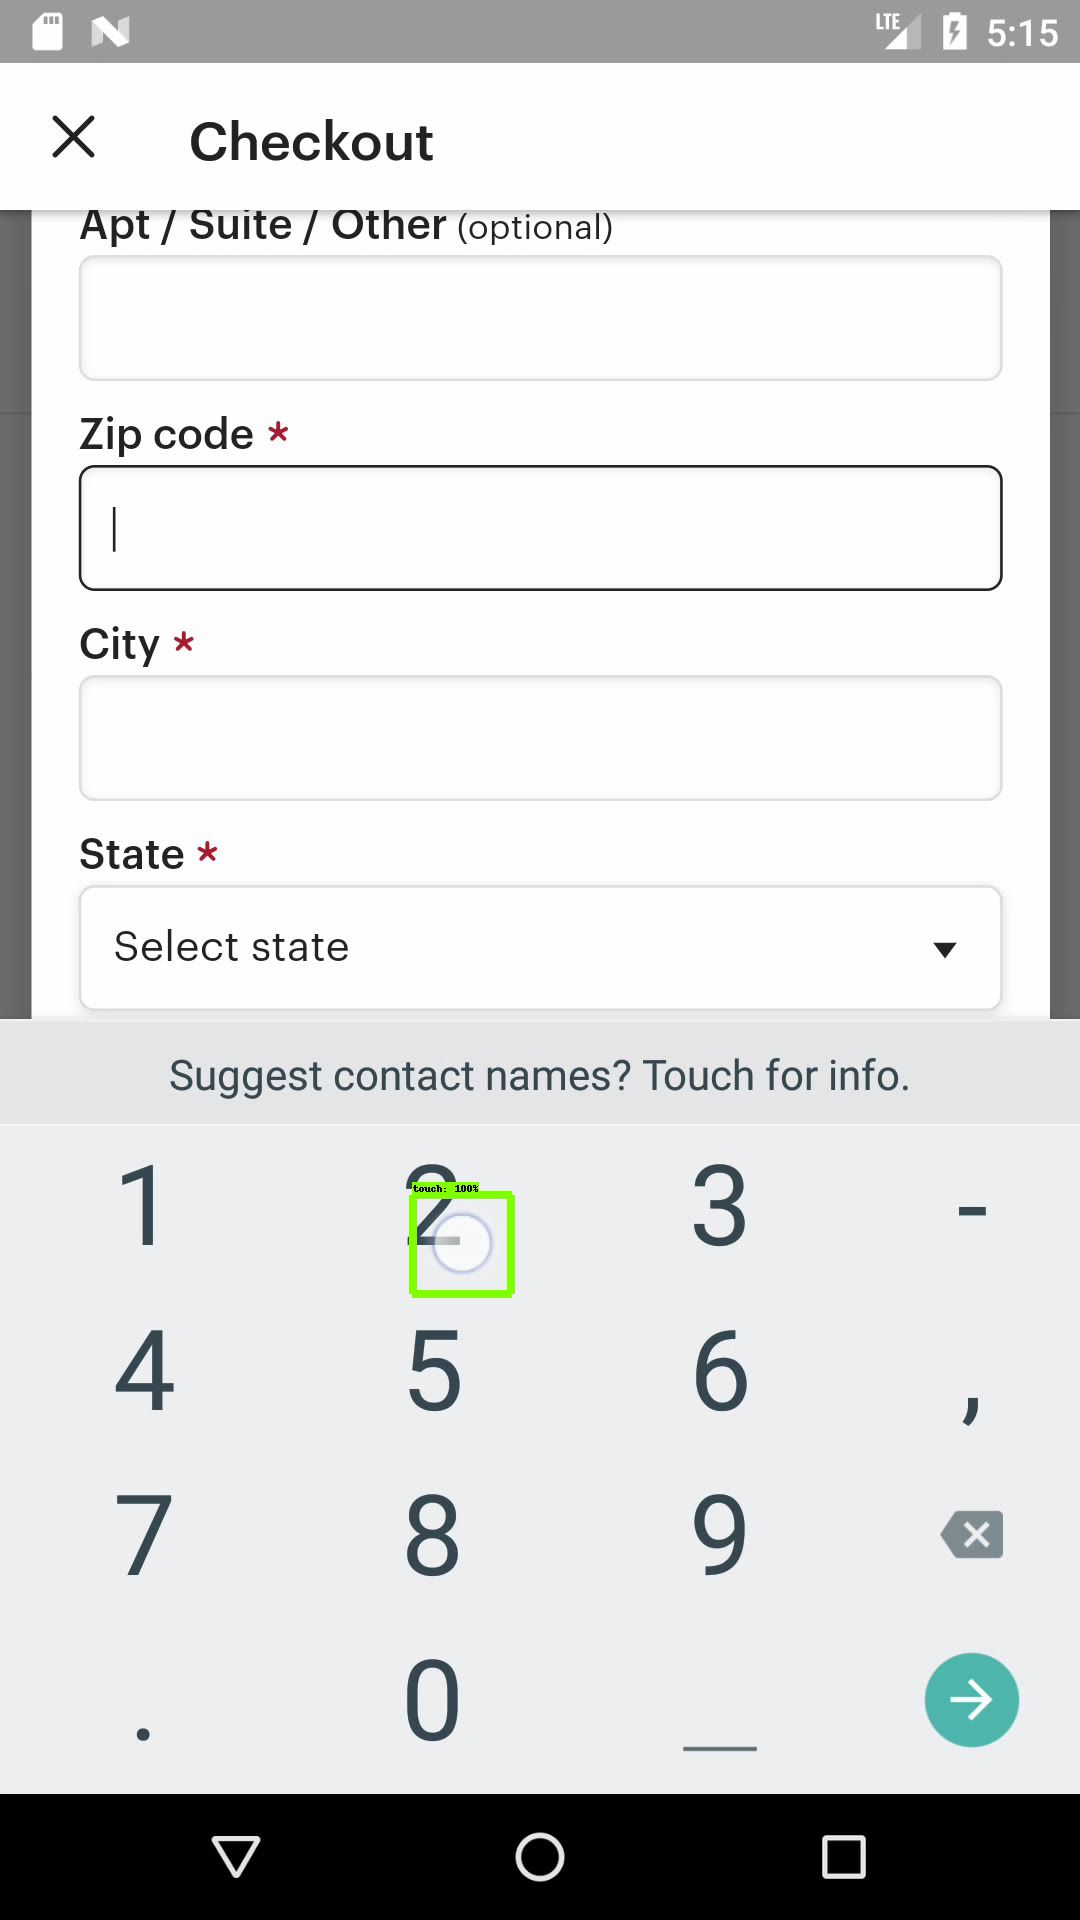 LTE 5:15
Checkout
Apt / Suite / Other (optional)
Zip code *
City *
State *
Select state
Suggest contact names? Touch for info.
1 2 3 -
touch: 100%
4 5 6 ,
7 8 9
. 0 _